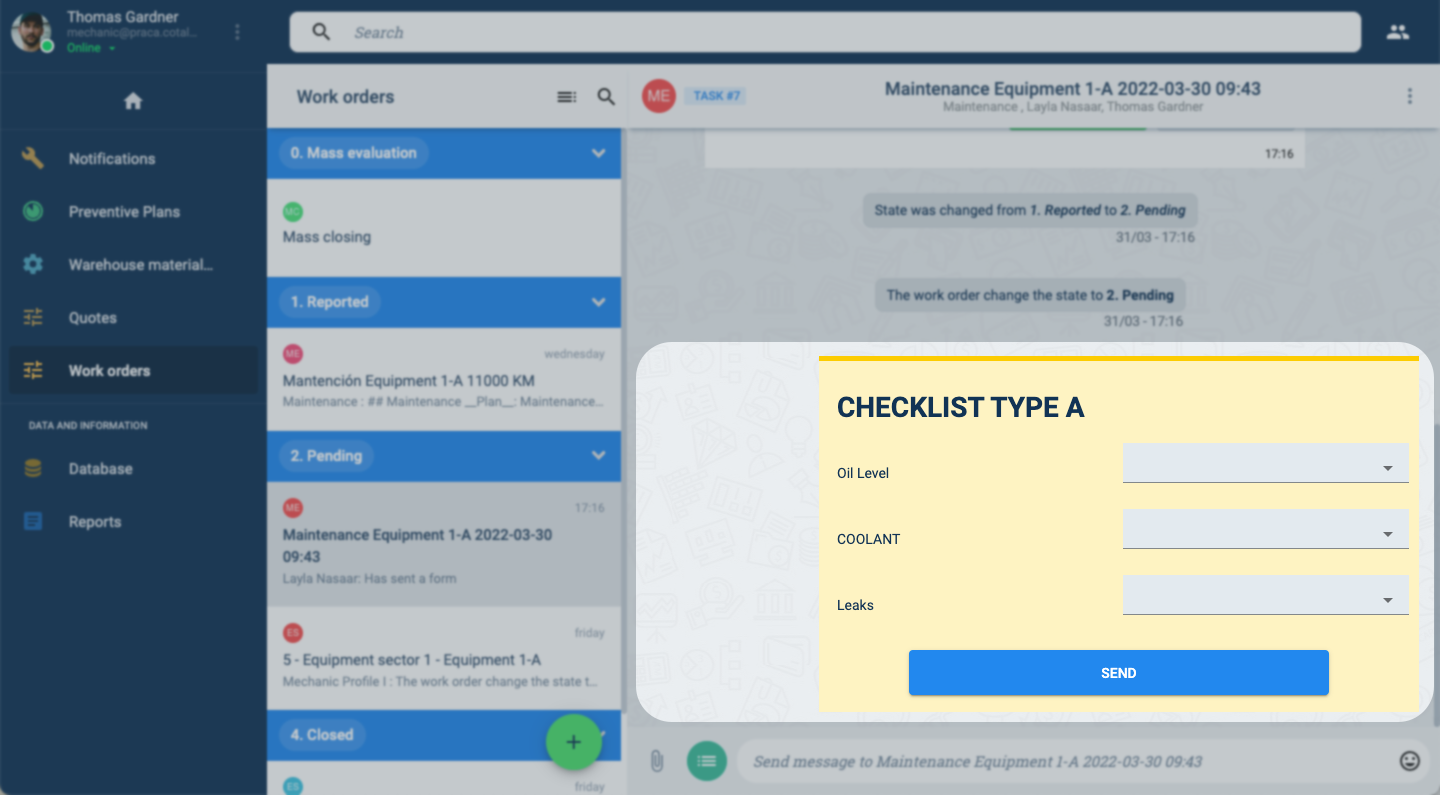 Thomas Gardner
mechanic@praca.cotal...
Online
Search
Notifications
Preventive Plans
Warehouse material...
Quotes
Work orders
DATA AND INFORMATION
Database
Reports
Work orders
0. Mass evaluation
MC
Mass closing
1. Reported
ME
wednesday
Mantención Equipment 1-A 11000 KM
Maintenance : ## Maintenance __Plan__: Maintenance...
2. Pending
ME
17:16
Maintenance Equipment 1-A 2022-03-30
09:43
Layla Nasaar: Has sent a form
ES
friday
5 - Equipment sector 1 - Equipment 1-A
Mechanic Profile I : The work order change the state t...
4. Closed
ES
friday
ME
TASK #7
Maintenance Equipment 1-A 2022-03-30 09:43
Maintenance , Layla Nasaar, Thomas Gardner
17:16
State was changed from 1. Reported to 2. Pending
31/03 - 17:16
The work order change the state to 2. Pending
31/03 - 17:16
CHECKLIST TYPE A
Oil Level
COOLANT
Leaks
SEND
Send message to Maintenance Equipment 1-A 2022-03-30 09:43